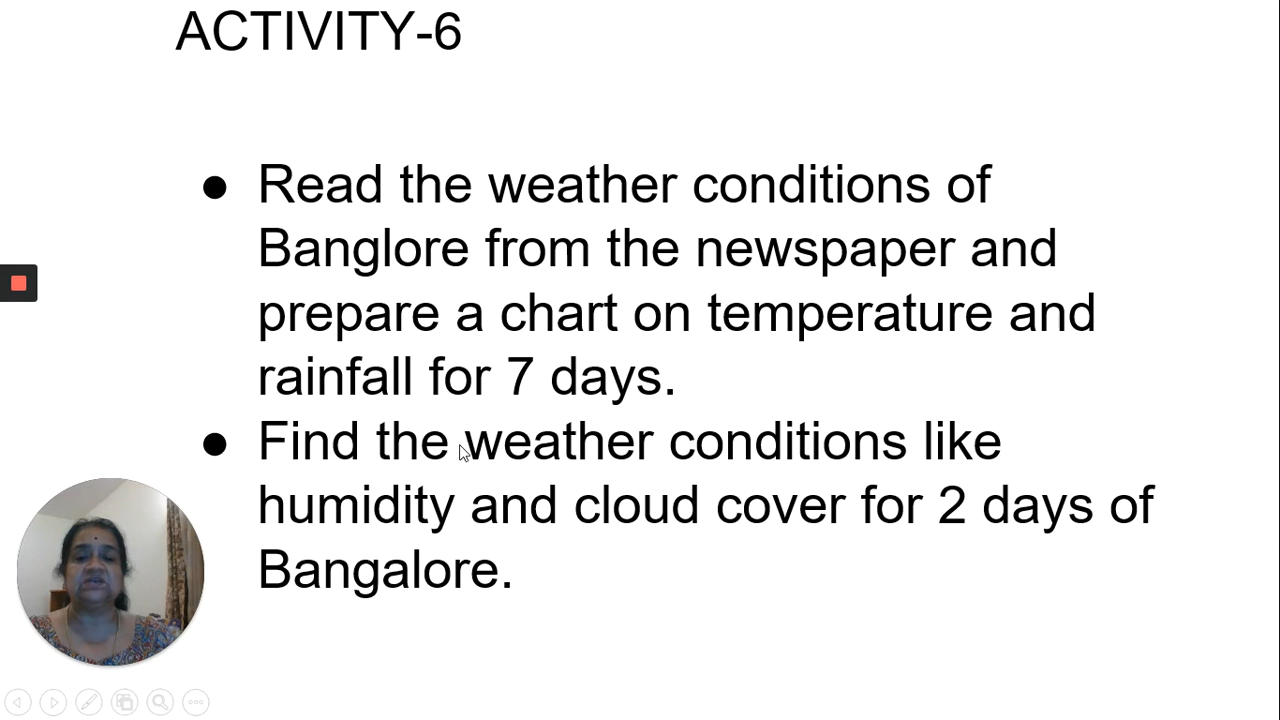 ACTIVITY-6
● Read the weather conditions of
Banglore from the newspaper and
prepare a chart on temperature and
rainfall for 7 days.
● Find the weather conditions like
humidity and cloud cover for 2 days of
Bangalore.